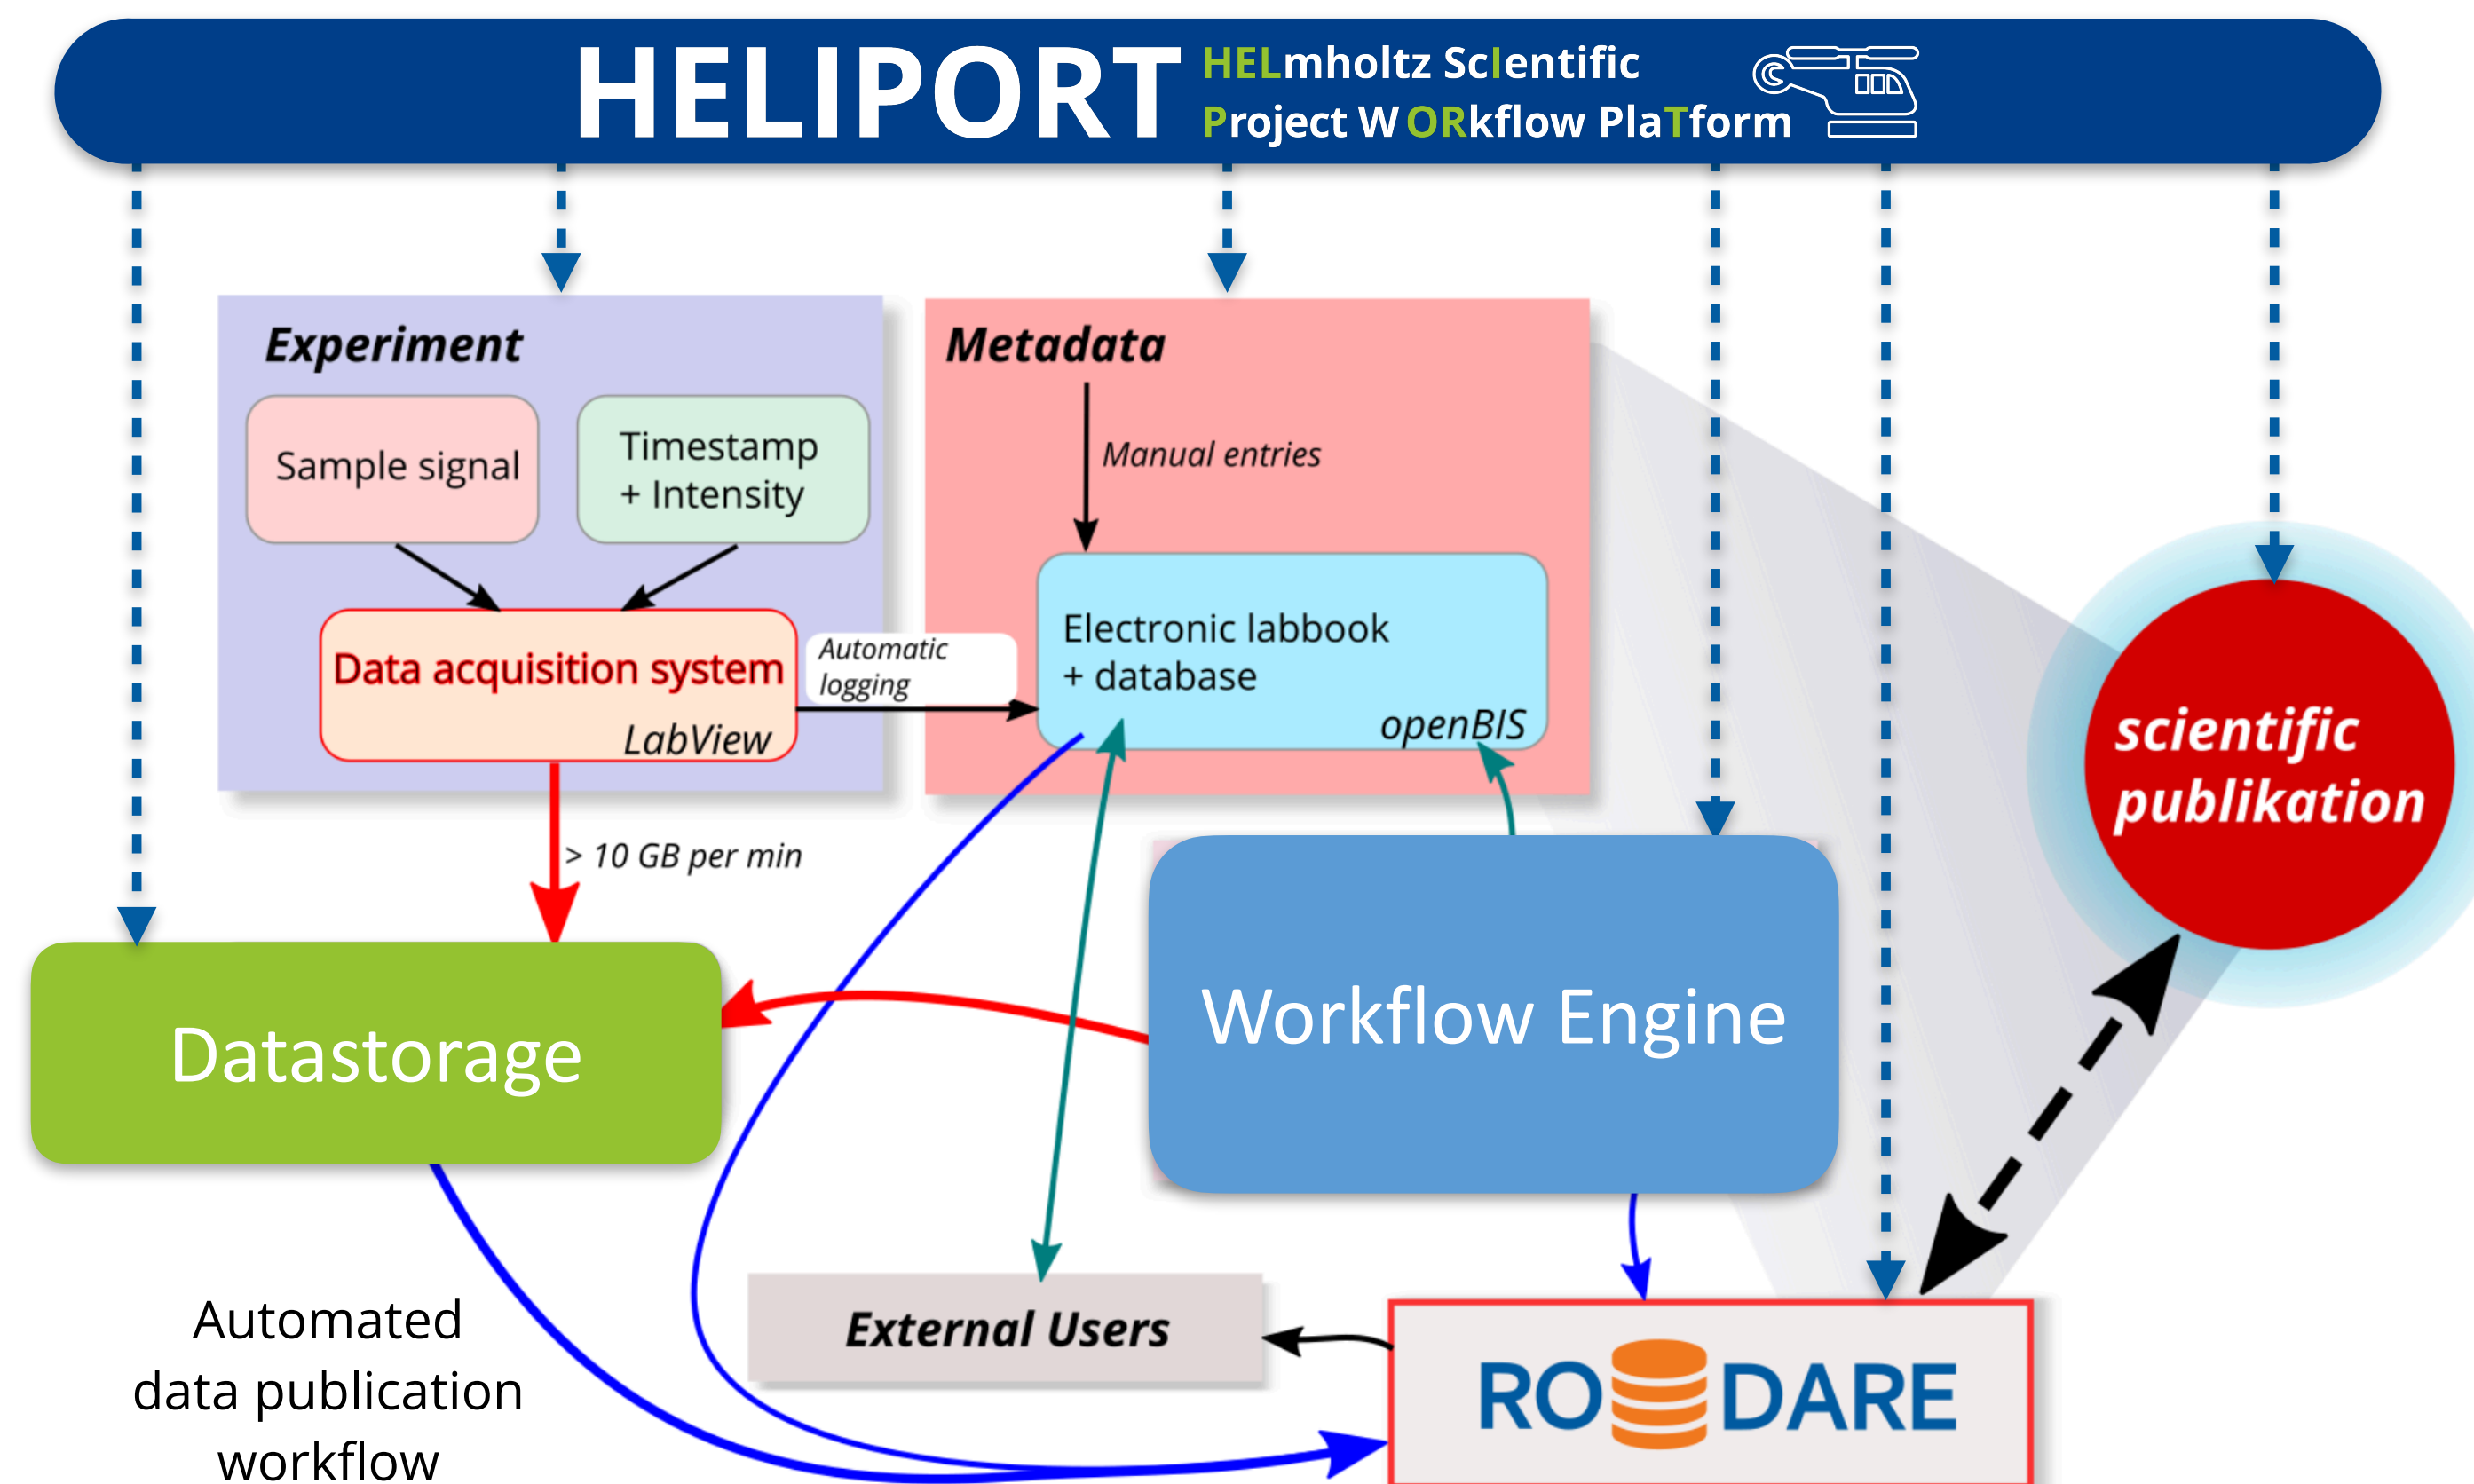 HELIPORT
HELmholtz ScIentific
Project WORkflow PlaTform
Experiment
Metadata
Sample signal
Timestamp
+ Intensity
Manual entries
Data acquisition system
LabView
Automatic
logging
Electronic labbook
+ database
openBIS
scientific
publikation
> 10 GB per min
Datastorage
Workflow Engine
External Users
Automated
data publication
workflow
RODARE